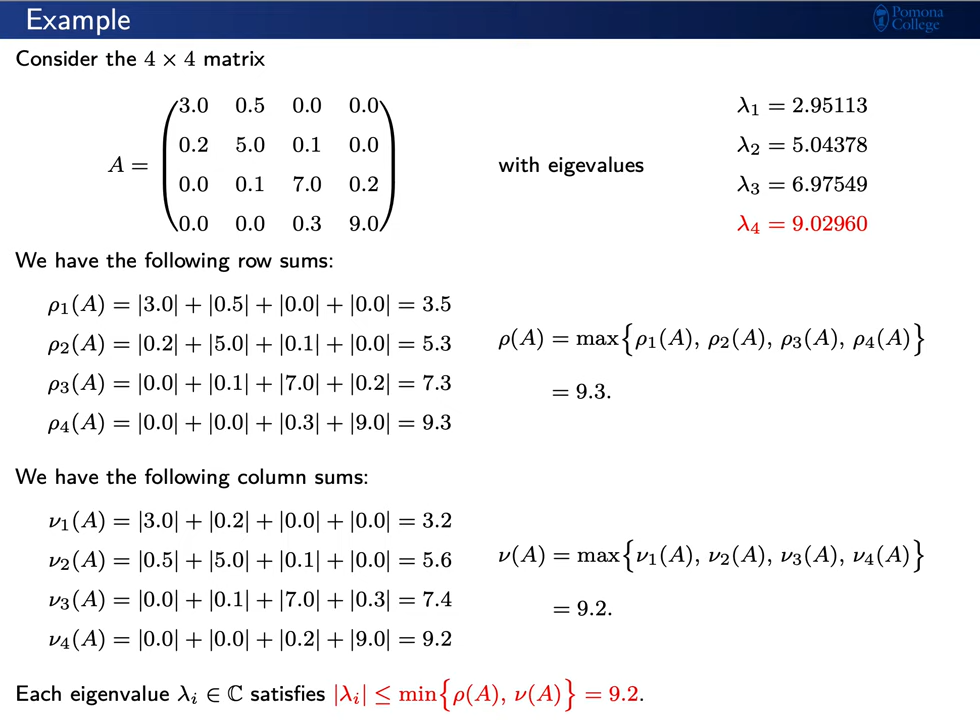 Example
Pomona
College
Consider the 4 × 4 matrix
A =
3.0 0.5 0.0 0.0
0.2 5.0 0.1 0.0
0.0 0.1 7.0 0.2
0.0 0.0 0.3 9.0
with eigevalues
λ₁ = 2.95113
λ₂ = 5.04378
λ₃ = 6.97549
λ₄ = 9.02960
We have the following row sums:
ρ₁(A) = |3.0| + |0.5| + |0.0| + |0.0| = 3.5
ρ₂(A) = |0.2| + |5.0| + |0.1| + |0.0| = 5.3
ρ₃(A) = |0.0| + |0.1| + |7.0| + |0.2| = 7.3
ρ₄(A) = |0.0| + |0.0| + |0.3| + |9.0| = 9.3
ρ(A) = max{ρ₁(A), ρ₂(A), ρ₃(A), ρ₄(A)}
= 9.3.
We have the following column sums:
ν₁(A) = |3.0| + |0.2| + |0.0| + |0.0| = 3.2
ν₂(A) = |0.5| + |5.0| + |0.1| + |0.0| = 5.6
ν₃(A) = |0.0| + |0.1| + |7.0| + |0.3| = 7.4
ν₄(A) = |0.0| + |0.0| + |0.2| + |9.0| = 9.2
ν(A) = max{ν₁(A), ν₂(A), ν₃(A), ν₄(A)}
= 9.2.
Each eigenvalue λᵢ ∈ ℂ satisfies |λᵢ| ≤ min{ρ(A), ν(A)} = 9.2.